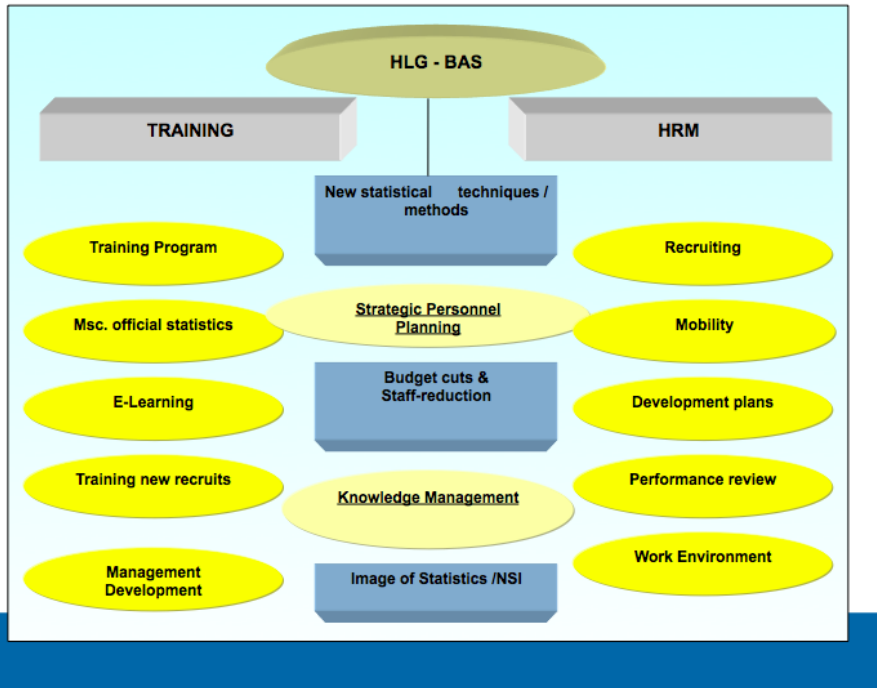 HLG - BAS
TRAINING
HRM
New statistical techniques /
methods
Training Program
Recruiting
Strategic Personnel
Planning
Msc. official statistics
Mobility
Budget cuts &
Staff-reduction
E-Learning
Development plans
Training new recruits
Performance review
Knowledge Management
Work Environment
Management
Development
Image of Statistics /NSI